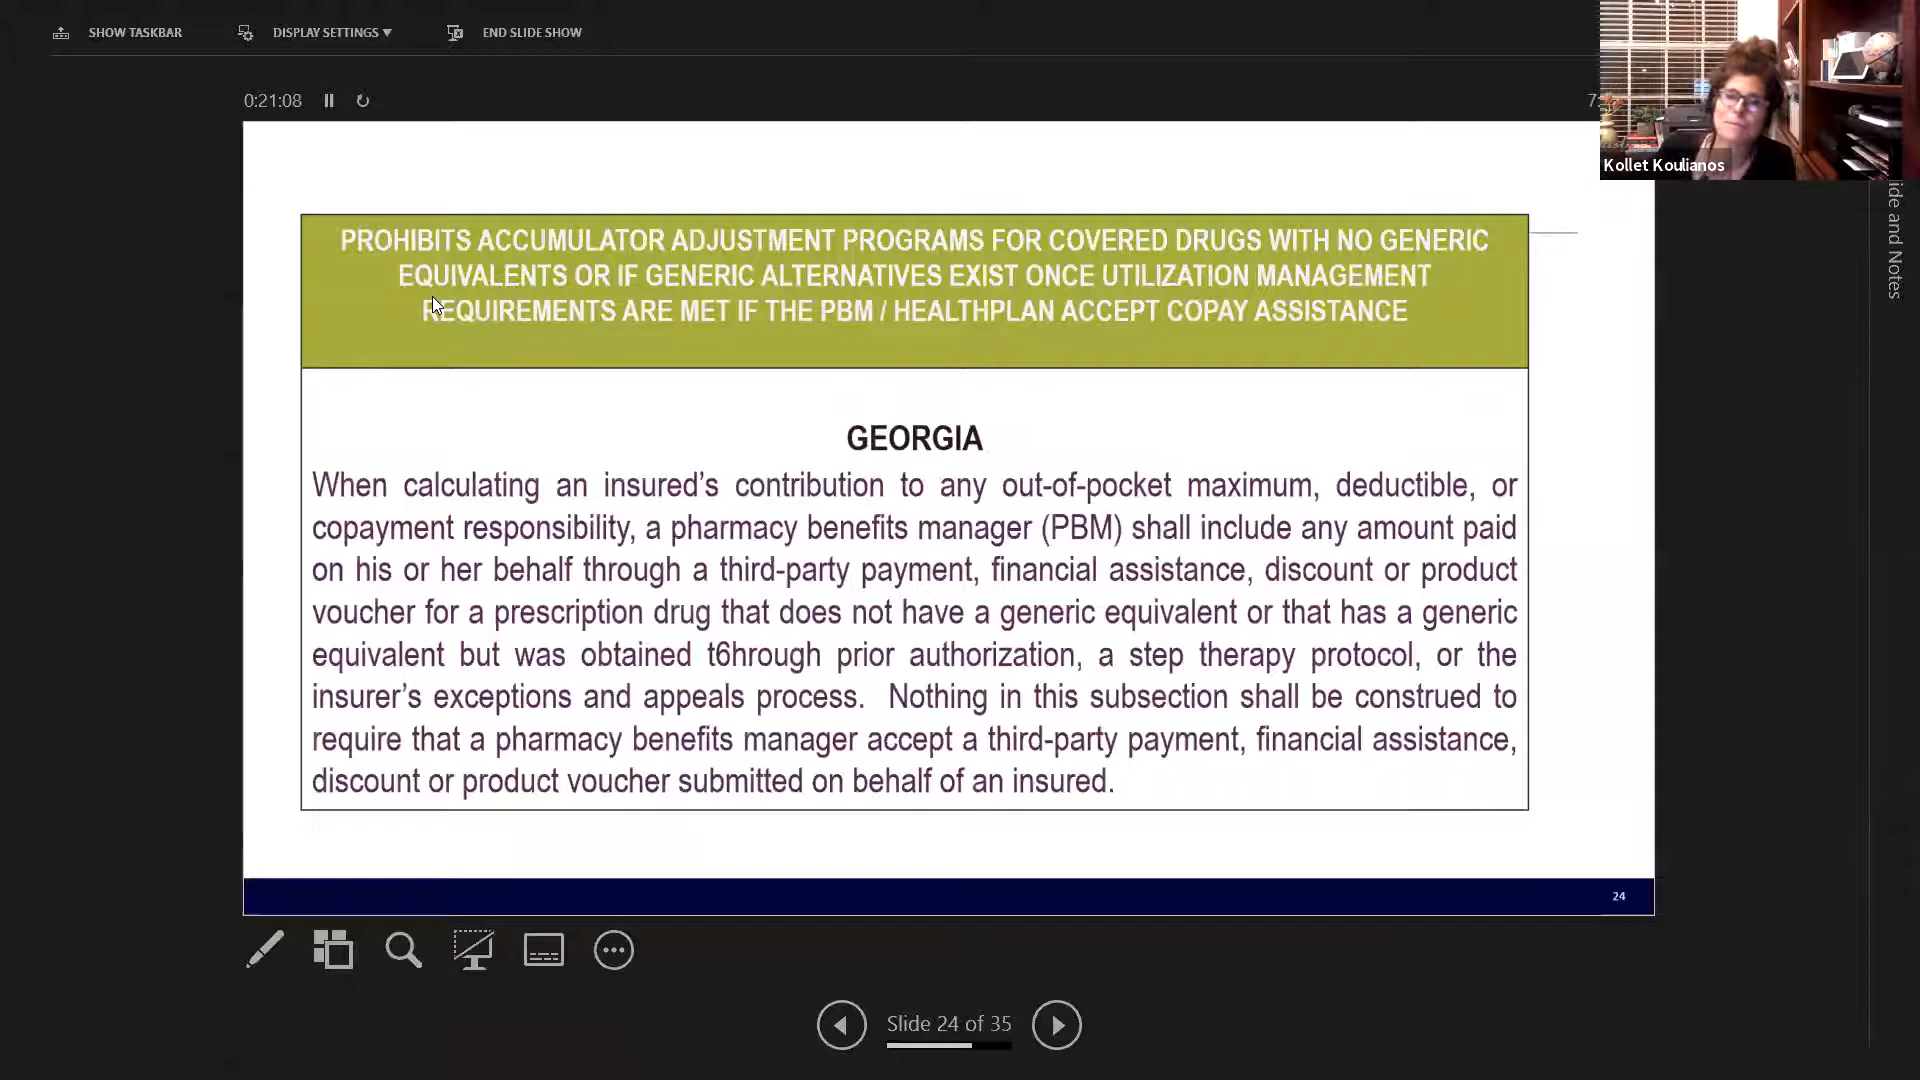 SHOW TASKBAR
DISPLAY SETTINGS ▼
END SLIDE SHOW
0:21:08
7:
Kollet Koulianos
ide and Notes
PROHIBITS ACCUMULATOR ADJUSTMENT PROGRAMS FOR COVERED DRUGS WITH NO GENERIC
EQUIVALENTS OR IF GENERIC ALTERNATIVES EXIST ONCE UTILIZATION MANAGEMENT
REQUIREMENTS ARE MET IF THE PBM / HEALTHPLAN ACCEPT COPAY ASSISTANCE
GEORGIA
When calculating an insured’s contribution to any out-of-pocket maximum, deductible, or
copayment responsibility, a pharmacy benefits manager (PBM) shall include any amount paid
on his or her behalf through a third-party payment, financial assistance, discount or product
voucher for a prescription drug that does not have a generic equivalent or that has a generic
equivalent but was obtained t6hrough prior authorization, a step therapy protocol, or the
insurer’s exceptions and appeals process. Nothing in this subsection shall be construed to
require that a pharmacy benefits manager accept a third-party payment, financial assistance,
discount or product voucher submitted on behalf of an insured.
24
Slide 24 of 35